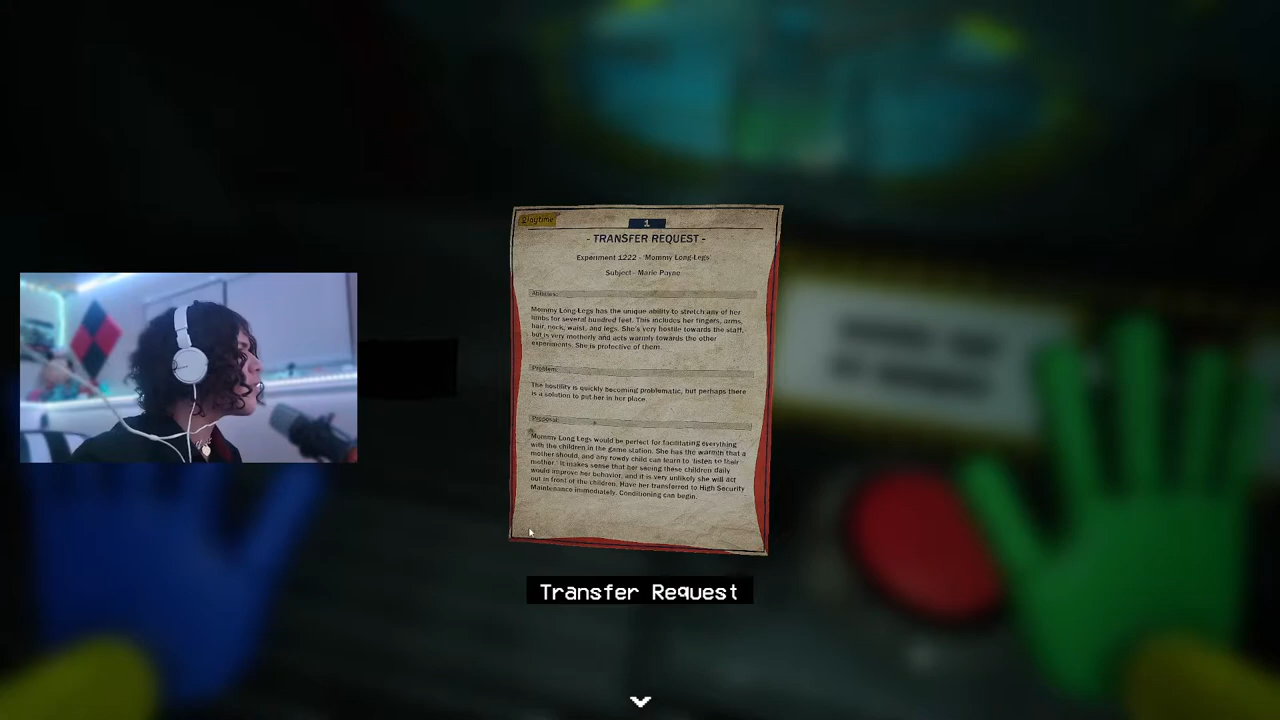 Playtime
1
- TRANSFER REQUEST -
Experiment 1222 - 'Mommy Long-Legs'
Subject - Marie Payne
Abilities:
Mommy Long-Legs has the unique ability to stretch any of her
limbs for several hundred feet. This includes her fingers, arms,
hair, neck, waist, and legs. She's very hostile towards the staff,
but is very motherly and acts warmly towards the other
experiments. She is protective of them.
Problem:
The hostility is quickly becoming problematic, but perhaps there
is a solution to put her in her place.
Proposal:
Mommy Long Legs would be perfect for facilitating everything
with the children in the game station. She has the warmth that a
mother should, and any rowdy child can learn to 'listen to their
mother.' It makes sense that her seeing these children daily
would improve her behavior, and it is very unlikely she will act
out in front of the children. Have her transferred to High Security
Maintenance immediately. Conditioning can begin.
Transfer Request